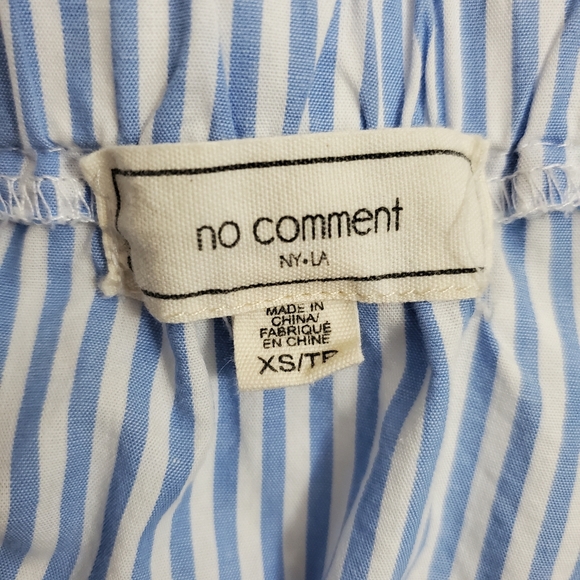 no comment
NY•LA
MADE IN
CHINA/
FABRIQUÉ
EN CHINE
XS/TP